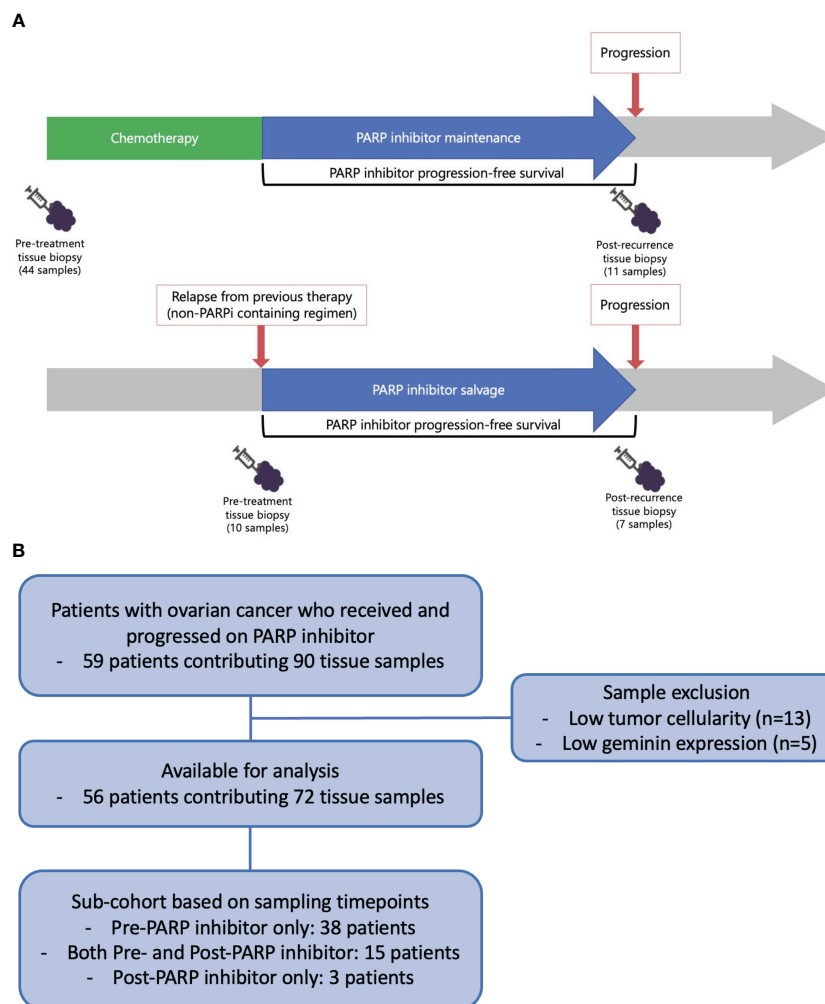 A
Progression
Chemotherapy
PARP inhibitor maintenance
PARP inhibitor progression-free survival
Pre-treatment
tissue biopsy
(44 samples)
Post-recurrence
tissue biopsy
(11 samples)
Relapse from previous therapy
(non-PARPi containing regimen)
Progression
PARP inhibitor salvage
PARP inhibitor progression-free survival
Pre-treatment
tissue biopsy
(10 samples)
Post-recurrence
tissue biopsy
(7 samples)
B
Patients with ovarian cancer who received and
progressed on PARP inhibitor
- 59 patients contributing 90 tissue samples
Sample exclusion
- Low tumor cellularity (n=13)
- Low geminin expression (n=5)
Available for analysis
- 56 patients contributing 72 tissue samples
Sub-cohort based on sampling timepoints
- Pre-PARP inhibitor only: 38 patients
- Both Pre- and Post-PARP inhibitor: 15 patients
- Post-PARP inhibitor only: 3 patients